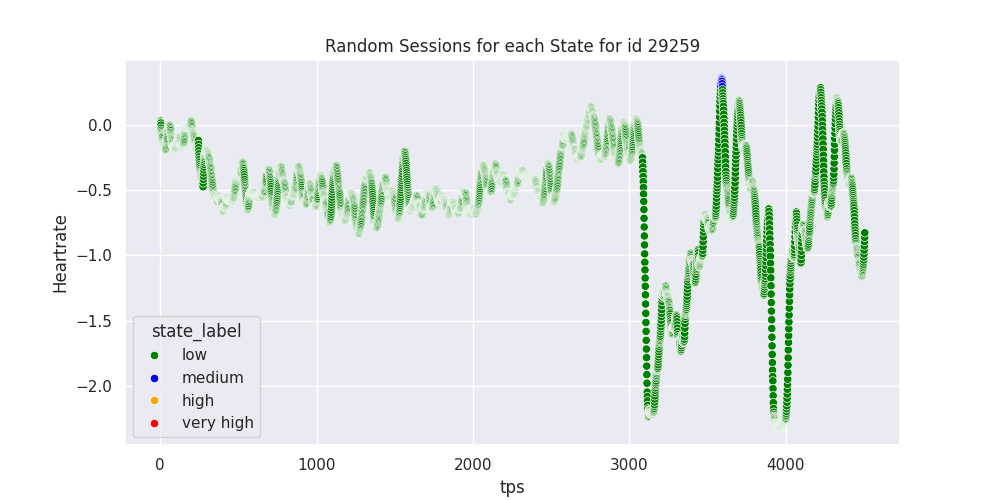 Random Sessions for each State for id 29259
Heartrate
0.0
−0.5
−1.0
−1.5
−2.0
state_label
low
medium
high
very high
0 1000 2000 3000 4000
tps